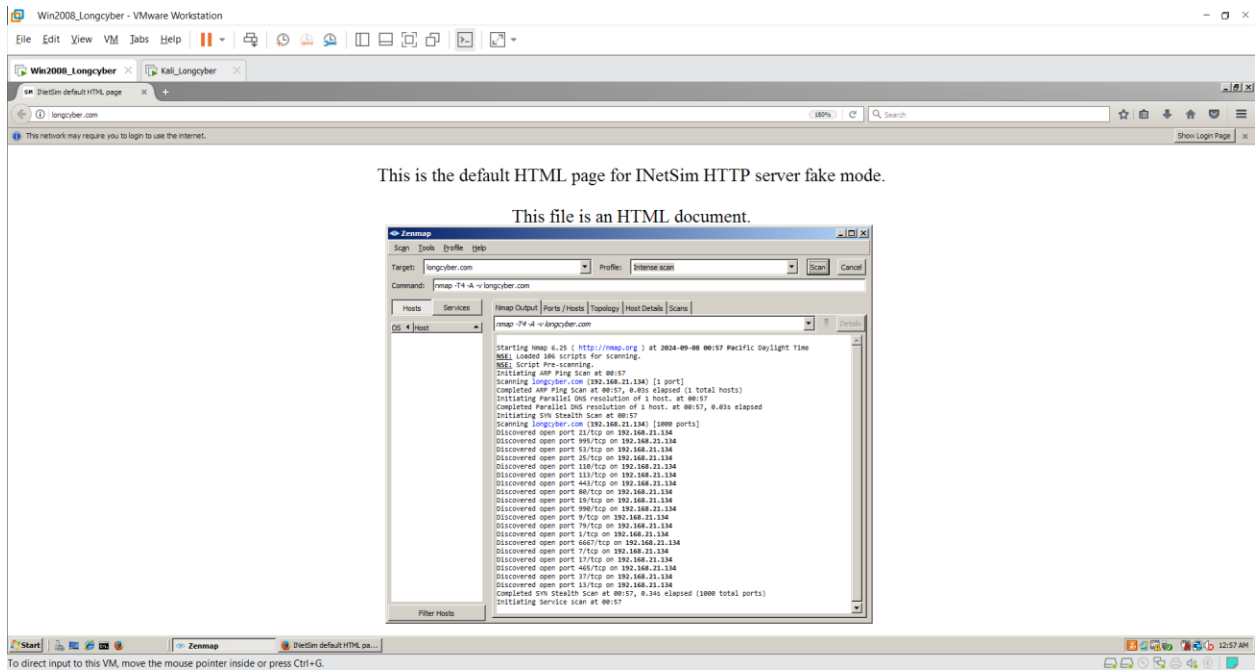 Win2008_Longcyber - VMware Workstation
File Edit View VM Tabs Help
Win2008_Longcyber Kali_Longcyber
INetSim default HTML page
longcyber.com 180% Search
This network may require you to login to use the internet. Show Login Page
This is the default HTML page for INetSim HTTP server fake mode.
This file is an HTML document.
Zenmap
Scan Tools Profile Help
Target: longcyber.com Profile: Intense scan Scan Cancel
Command: nmap -T4 -A -v longcyber.com
Hosts Services Nmap Output Ports / Hosts Topology Host Details Scans
OS Host nmap -T4 -A -v longcyber.com Details
Starting Nmap 6.25 ( http://nmap.org ) at 2024-09-08 00:57 Pacific Daylight Time
NSE: Loaded 106 scripts for scanning.
NSE: Script Pre-scanning.
Initiating ARP Ping Scan at 00:57
Scanning longcyber.com (192.168.21.134) [1 port]
Completed ARP Ping Scan at 00:57, 0.03s elapsed (1 total hosts)
Initiating Parallel DNS resolution of 1 host. at 00:57
Completed Parallel DNS resolution of 1 host. at 00:57, 0.03s elapsed
Initiating SYN Stealth Scan at 00:57
Scanning longcyber.com (192.168.21.134) [1000 ports]
Discovered open port 21/tcp on 192.168.21.134
Discovered open port 995/tcp on 192.168.21.134
Discovered open port 53/tcp on 192.168.21.134
Discovered open port 25/tcp on 192.168.21.134
Discovered open port 110/tcp on 192.168.21.134
Discovered open port 113/tcp on 192.168.21.134
Discovered open port 443/tcp on 192.168.21.134
Discovered open port 80/tcp on 192.168.21.134
Discovered open port 19/tcp on 192.168.21.134
Discovered open port 990/tcp on 192.168.21.134
Discovered open port 9/tcp on 192.168.21.134
Discovered open port 79/tcp on 192.168.21.134
Discovered open port 1/tcp on 192.168.21.134
Discovered open port 6667/tcp on 192.168.21.134
Discovered open port 7/tcp on 192.168.21.134
Discovered open port 17/tcp on 192.168.21.134
Discovered open port 465/tcp on 192.168.21.134
Discovered open port 37/tcp on 192.168.21.134
Discovered open port 13/tcp on 192.168.21.134
Completed SYN Stealth Scan at 00:57, 0.34s elapsed (1000 total ports)
Initiating Service scan at 00:57
Filter Hosts
Start Zenmap INetSim default HTML pa... 12:57 AM
To direct input to this VM, move the mouse pointer inside or press Ctrl+G.